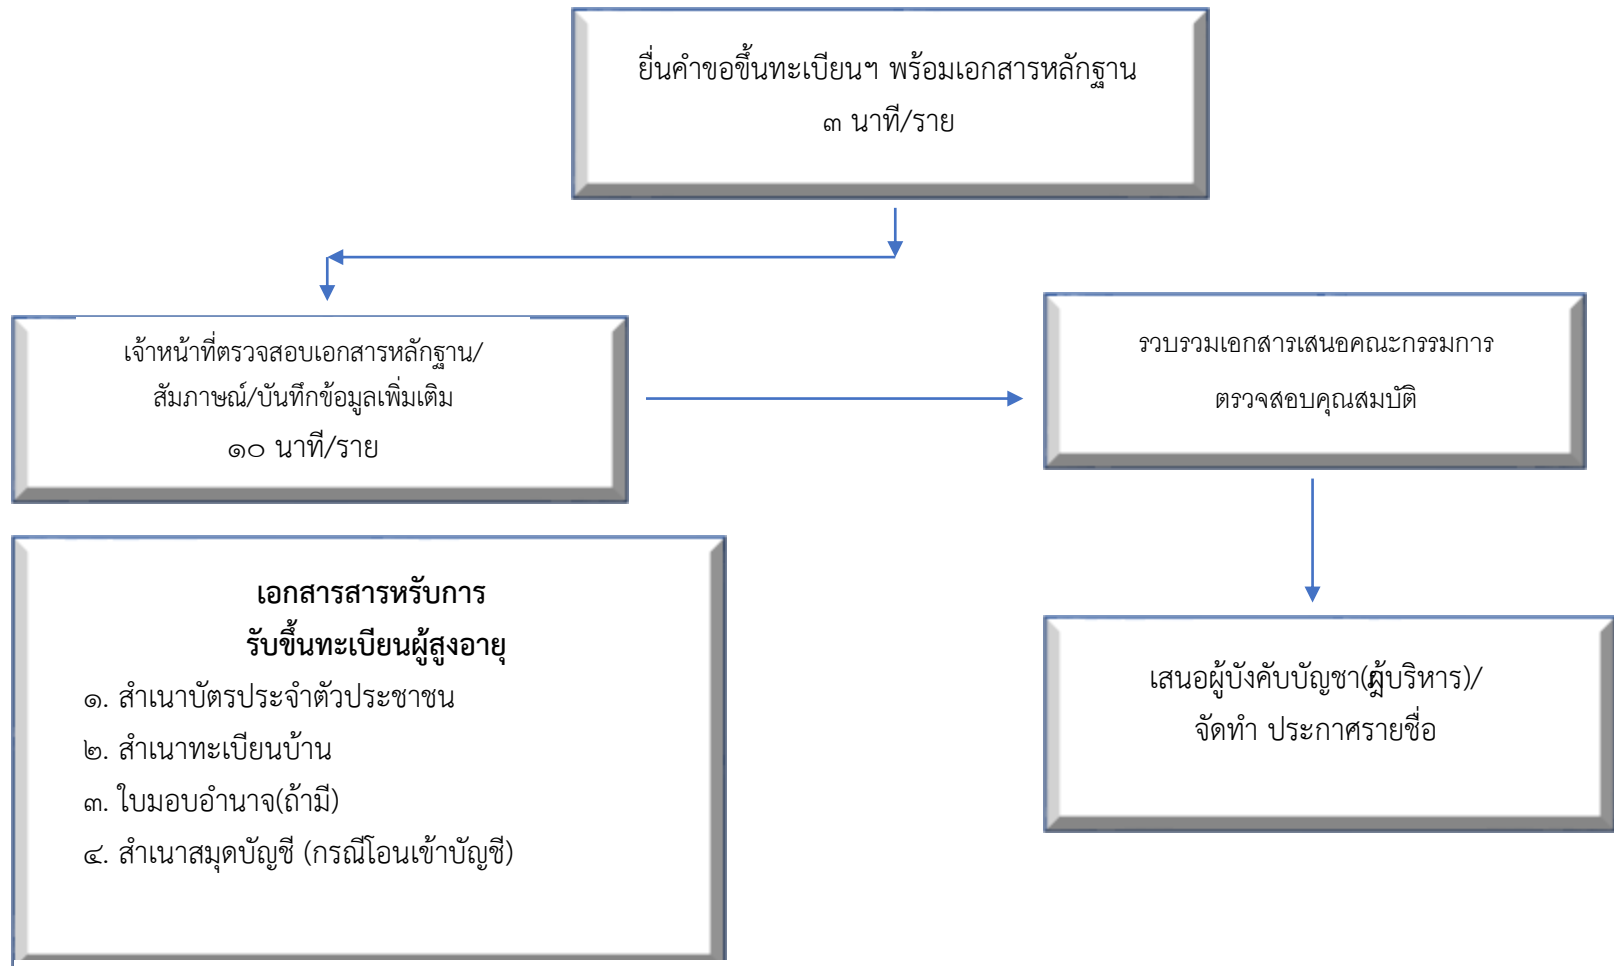 ยื่นคำขอขึ้นทะเบียนฯ พร้อมเอกสารหลักฐาน
๓ นาที/ราย
เจ้าหน้าที่ตรวจสอบเอกสารหลักฐาน/
สัมภาษณ์/บันทึกข้อมูลเพิ่มเติม
๑๐ นาที/ราย
รวบรวมเอกสารเสนอคณะกรรมการ
ตรวจสอบคุณสมบัติ
เอกสารสารหรับการ
รับขึ้นทะเบียนผู้สูงอายุ
๑. สำเนาบัตรประจำตัวประชาชน
๒. สำเนาทะเบียนบ้าน
๓. ใบมอบอำนาจ(ถ้ามี)
๔. สำเนาสมุดบัญชี (กรณีโอนเข้าบัญชี)
เสนอผู้บังคับบัญชา(ผู้บริหาร)/
จัดทำ ประกาศรายชื่อ